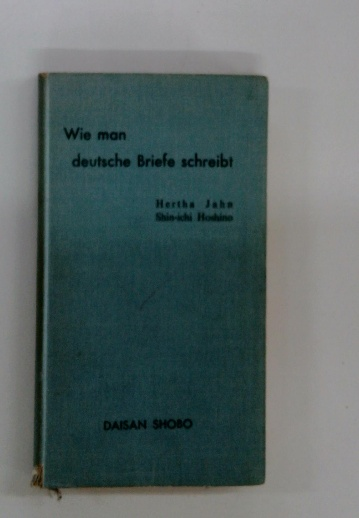 Wie man
deutsche Briefe schreibt
Hertha Jahn
Shin-ichi Hoshino
DAISAN SHOBO